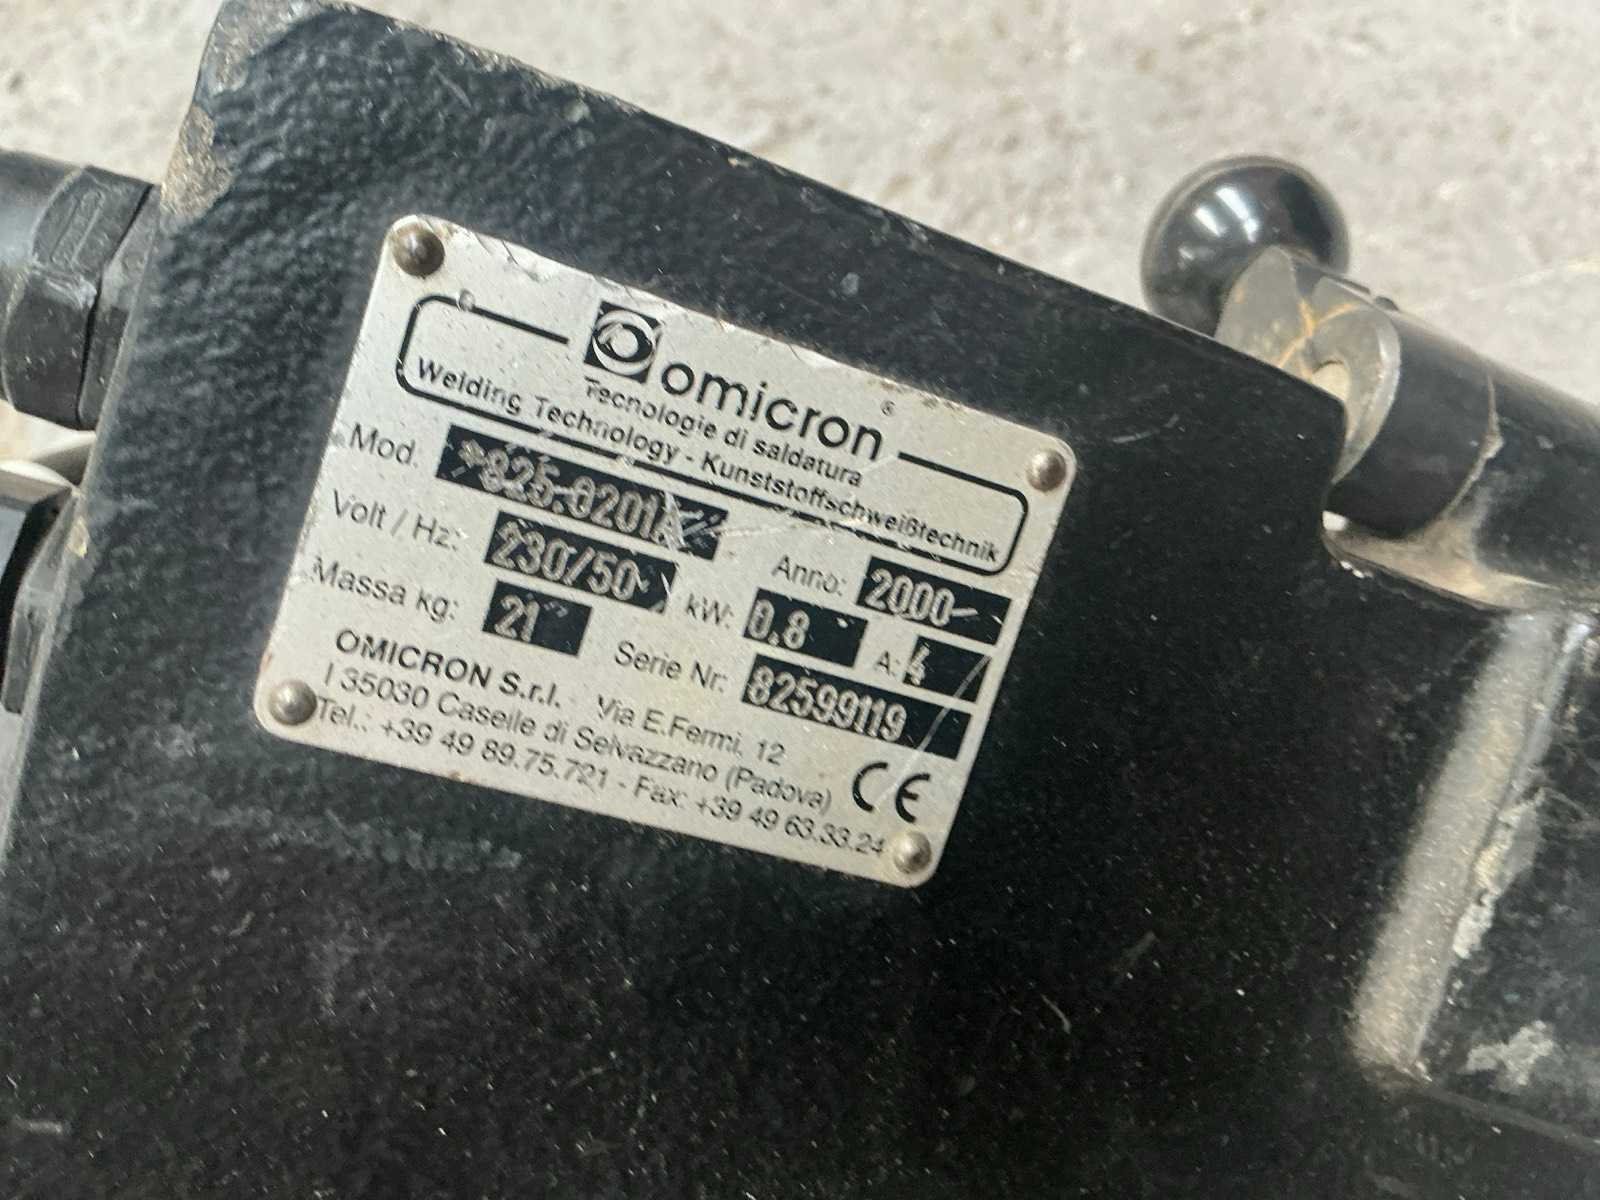 omicron
Tecnologie di saldatura
Welding Technology - Kunststoffschweißtechnik
Mod. *825.0201A*
Volt / Hz: 230/50 Anno: 2000
Massa kg: 21 kW: 0.8 A: 4
Serie Nr: 82599119
OMICRON S.r.l. Via E.Fermi, 12
I 35030 Caselle di Selvazzano (Padova)
Tel.: +39 49 89.75.721 - Fax: +39 49 63.33.24
CE